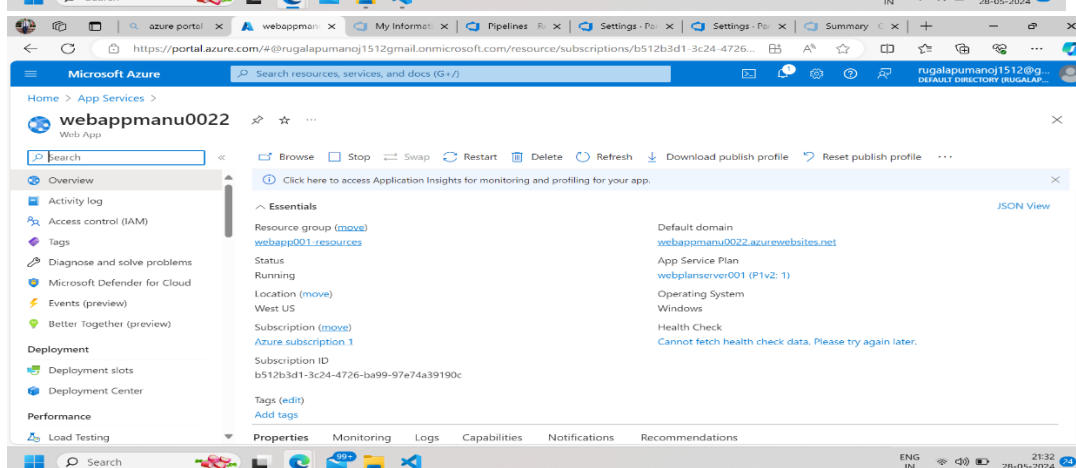 Search
IN
28-05-2024
azure portal
webappman
My Informati
Pipelines
Settings
Settings
Summary
https://portal.azure.com/#@rugalapumanoj1512gmail.onmicrosoft.com/resource/subscriptions/b512b3d1-3c24-4726...
Microsoft Azure
Search resources, services, and docs (G+/)
1
rugalapumanoj1512@g...
DEFAULT DIRECTORY (RUGALAP...
Home > App Services >
webappmanu0022
Web App
Search
Browse Stop Swap Restart Delete Refresh Download publish profile Reset publish profile ...
Click here to access Application Insights for monitoring and profiling for your app.
Overview
Activity log
Access control (IAM)
Tags
Diagnose and solve problems
Microsoft Defender for Cloud
Events (preview)
Better Together (preview)
Deployment
Deployment slots
Deployment Center
Performance
Load Testing
Essentials
JSON View
Resource group (move)
webapp001-resources
Status
Running
Location (move)
West US
Subscription (move)
Azure subscription 1
Subscription ID
b512b3d1-3c24-4726-ba99-97e74a39190c
Tags (edit)
Add tags
Default domain
webappmanu0022.azurewebsites.net
App Service Plan
webplanserver001 (P1v2: 1)
Operating System
Windows
Health Check
Cannot fetch health check data. Please try again later.
Properties Monitoring Logs Capabilities Notifications Recommendations
Search
99+
ENG
IN
21:32
28-05-2024
24